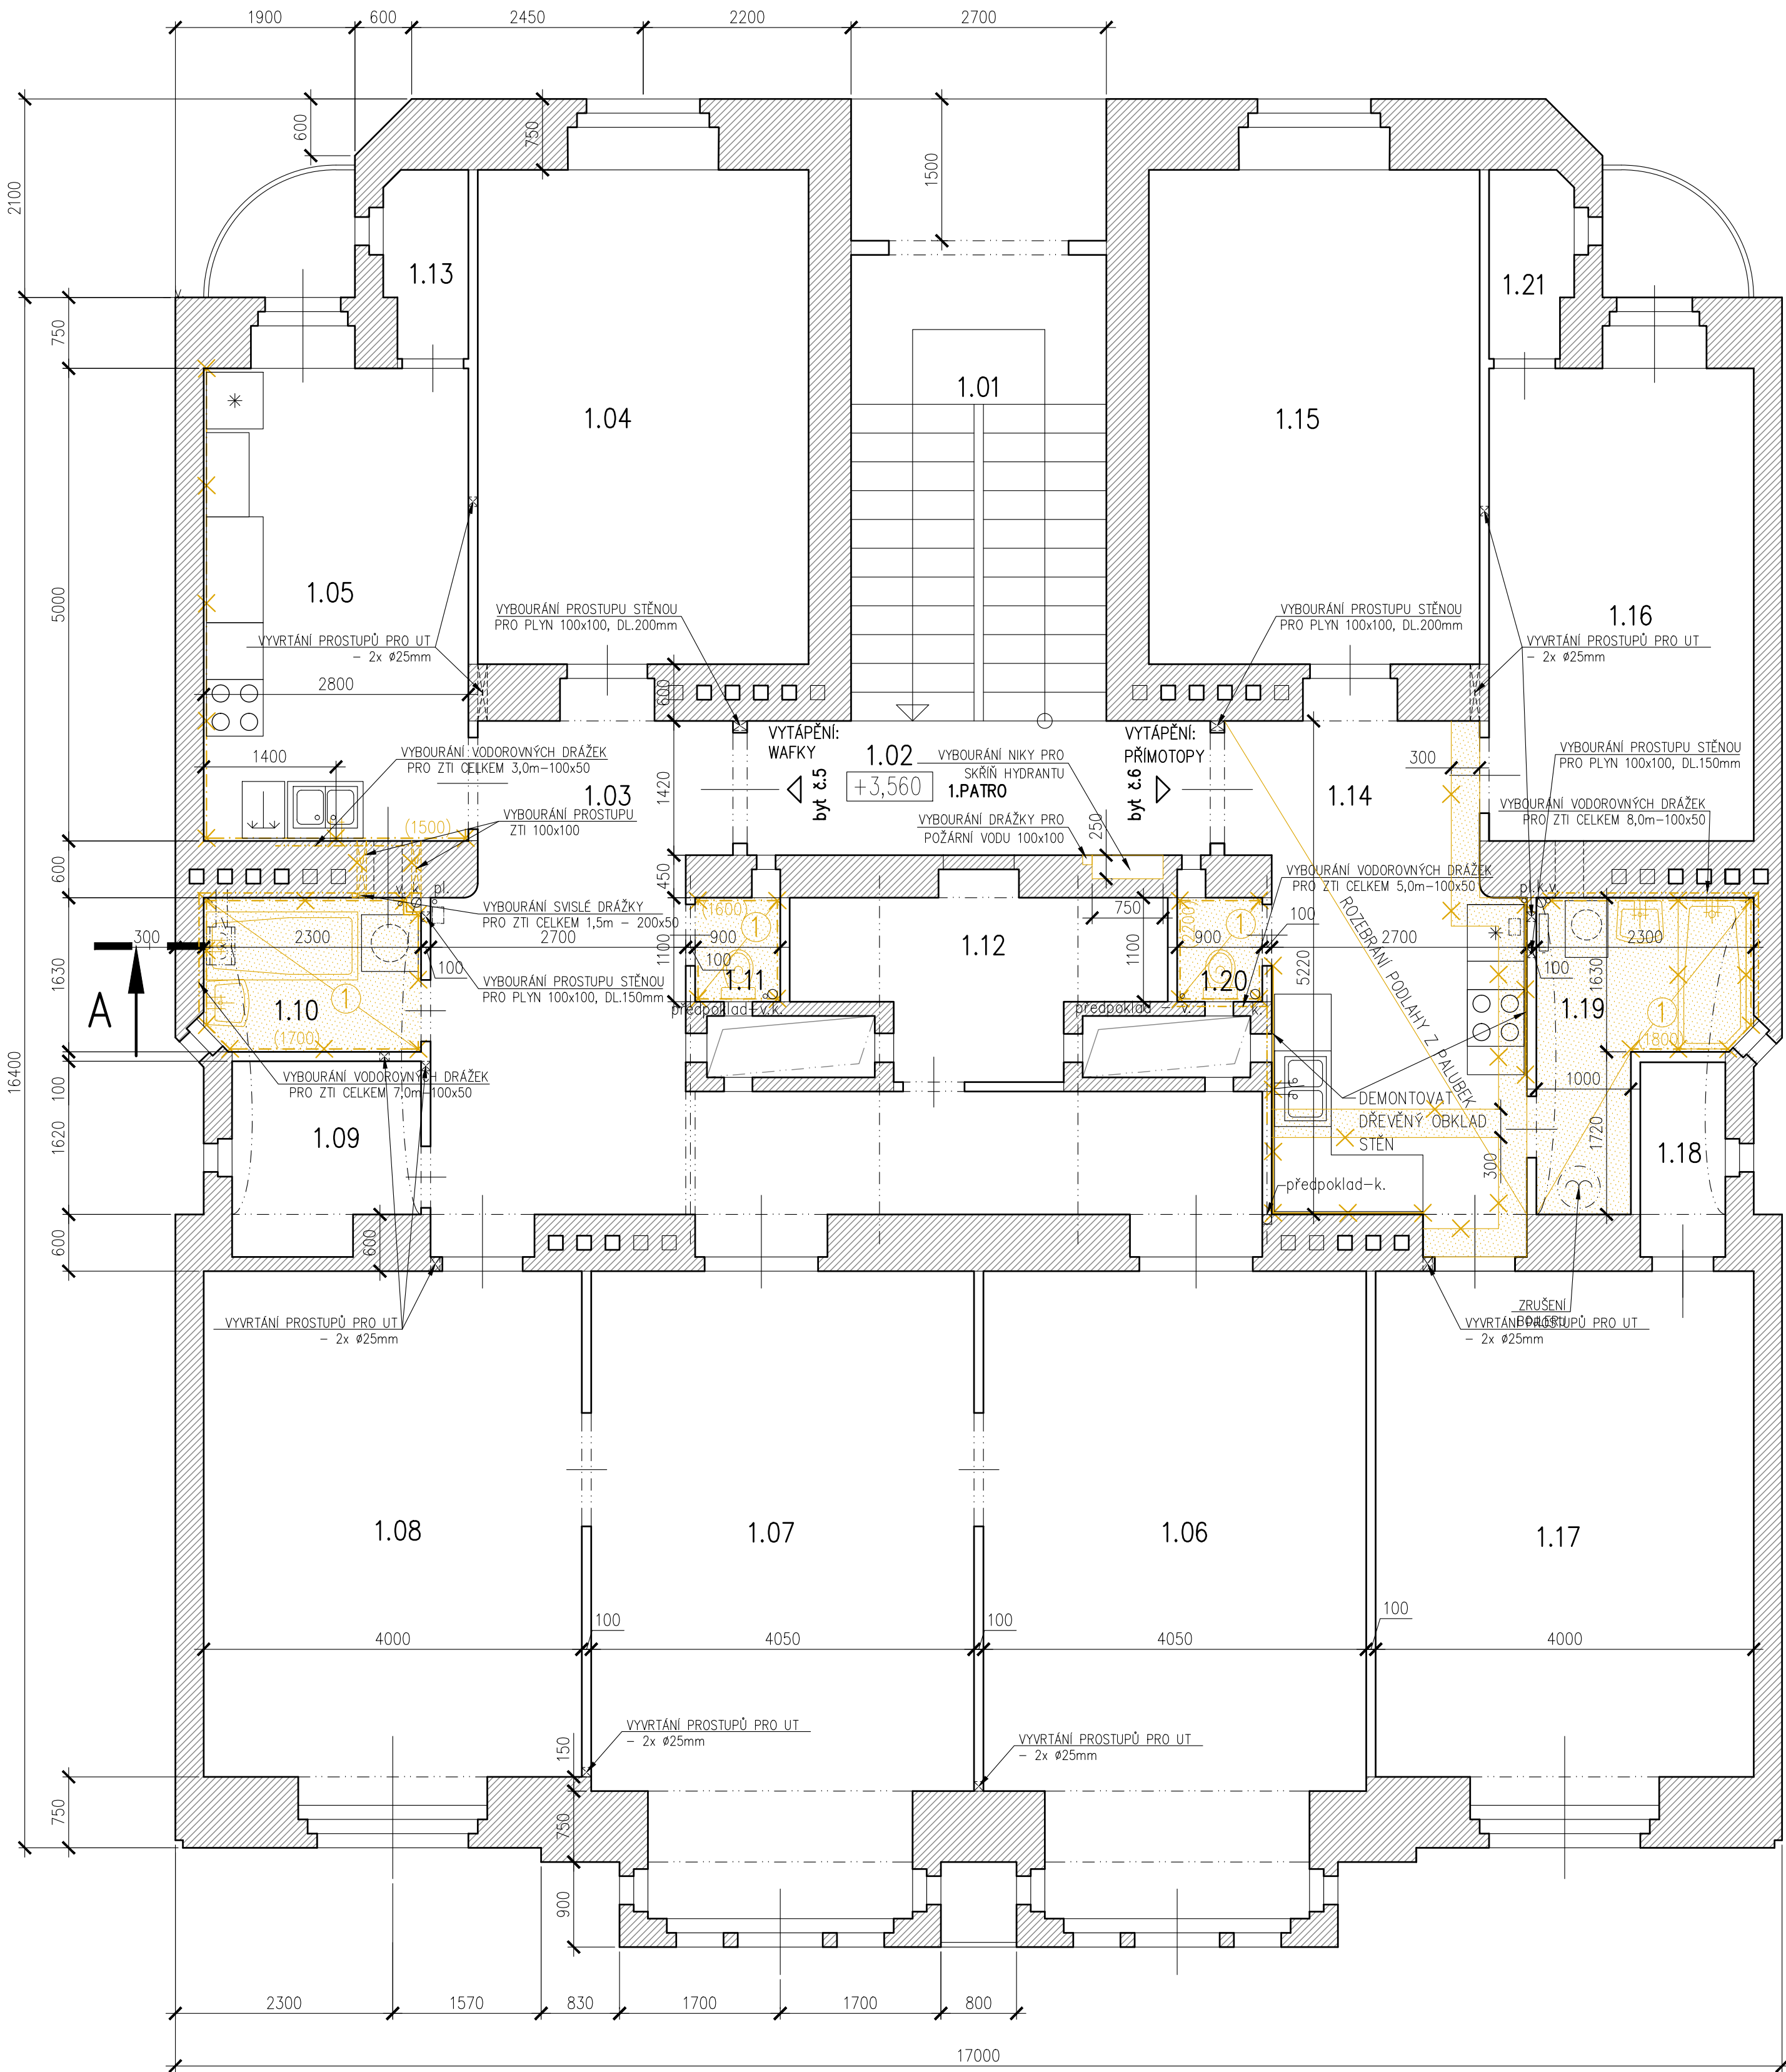 1900
600
2450
2200
2700
600
750
1500
2100
1.13
1.21
750
1.01
1.04
1.15
5000
1.05
1.16
VYBOURÁNÍ PROSTUPU STĚNOU
PRO PLYN 100x100, DL.200mm
VYBOURÁNÍ PROSTUPU STĚNOU
PRO PLYN 100x100, DL.200mm
VYVRTÁNÍ PROSTUPŮ PRO UT
– 2x ø25mm
VYVRTÁNÍ PROSTUPŮ PRO UT
– 2x ø25mm
2800
600
VYTÁPĚNÍ:
WAFKY
1.02
VYTÁPĚNÍ:
PŘÍMOTOPY
VYBOURÁNÍ NIKY PRO
SKŘÍŇ HYDRANTU
1.PATRO
+3,560
byt č.5
byt č.6
1400
VYBOURÁNÍ VODOROVNÝCH DRÁŽEK
PRO ZTI CELKEM 3,0m–100x50
300
VYBOURÁNÍ PROSTUPU STĚNOU
PRO PLYN 100x100, DL.150mm
1.03
1420
1.14
VYBOURÁNÍ PROSTUPU
ZTI 100x100
(1500)
VYBOURÁNÍ DRÁŽKY PRO
POŽÁRNÍ VODU 100x100
250
VYBOURÁNÍ VODOROVNÝCH DRÁŽEK
PRO ZTI CELKEM 8,0m–100x50
600
450
VYBOURÁNÍ VODOROVNÝCH DRÁŽEK
PRO ZTI CELKEM 5,0m–100x50
v. k. pl.
pl.k.v.
VYBOURÁNÍ SVISLÉ DRÁŽKY
PRO ZTI CELKEM 1,5m – 200x50
(1600)
1
750
(2200)
1
100
300
2300
2700
900
1.12
900
2700
2300
1630
1100
100
1100
5220
ROZEBRÁNÍ PODLAHY Z PALUBEK
100
100
1630
VYBOURÁNÍ PROSTUPU STĚNOU
PRO PLYN 100x100, DL.150mm
1.11
1.20
A
1.10
1
(1700)
předpoklad–v.k.
předpoklad – v. k.
1.19
1
(1800)
16400
1000
VYBOURÁNÍ VODOROVNÝCH DRÁŽEK
PRO ZTI CELKEM 7,0m–100x50
1000
DEMONTOVAT
DŘEVĚNÝ OBKLAD
STĚN
1620
1.09
1720
1.18
300
předpoklad–k.
600
600
VYVRTÁNÍ PROSTUPŮ PRO UT
– 2x ø25mm
ZRUŠENÍ
BOJLERU
VYVRTÁNÍ PROSTUPŮ PRO UT
– 2x ø25mm
1.08
1.07
1.06
1.17
100
100
100
4000
4050
4050
4000
VYVRTÁNÍ PROSTUPŮ PRO UT
– 2x ø25mm
VYVRTÁNÍ PROSTUPŮ PRO UT
– 2x ø25mm
150
750
750
900
2300
1570
830
1700
1700
800
17000